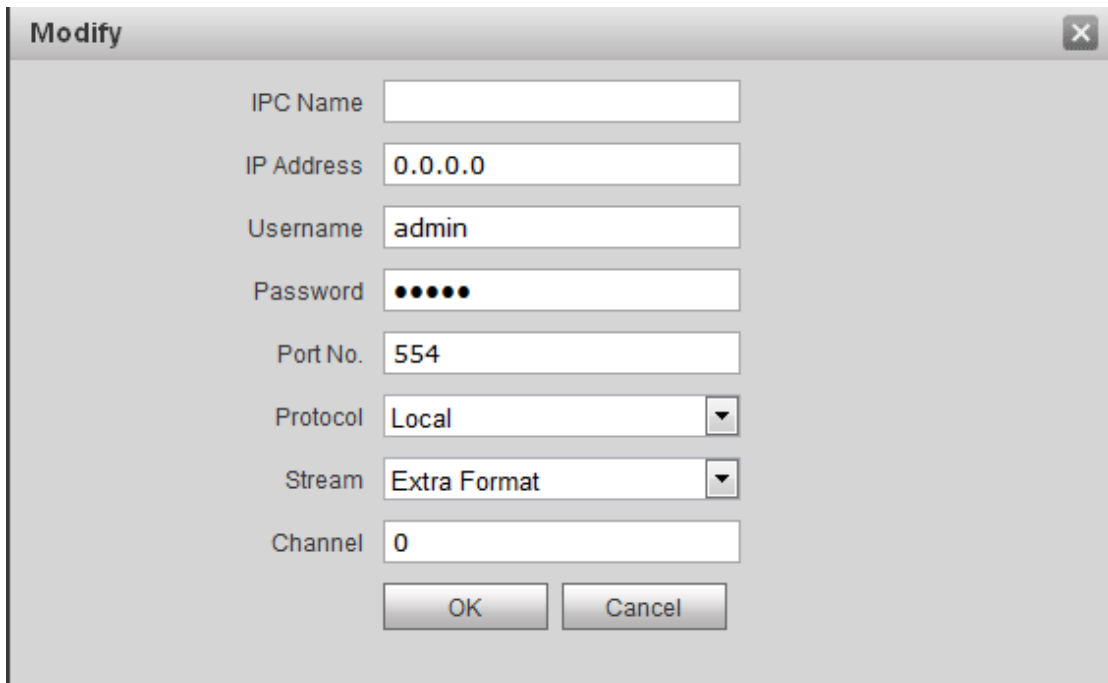 Modify
IPC Name
IP Address 0.0.0.0
Username admin
Password •••••
Port No. 554
Protocol Local
Stream Extra Format
Channel 0
OK Cancel